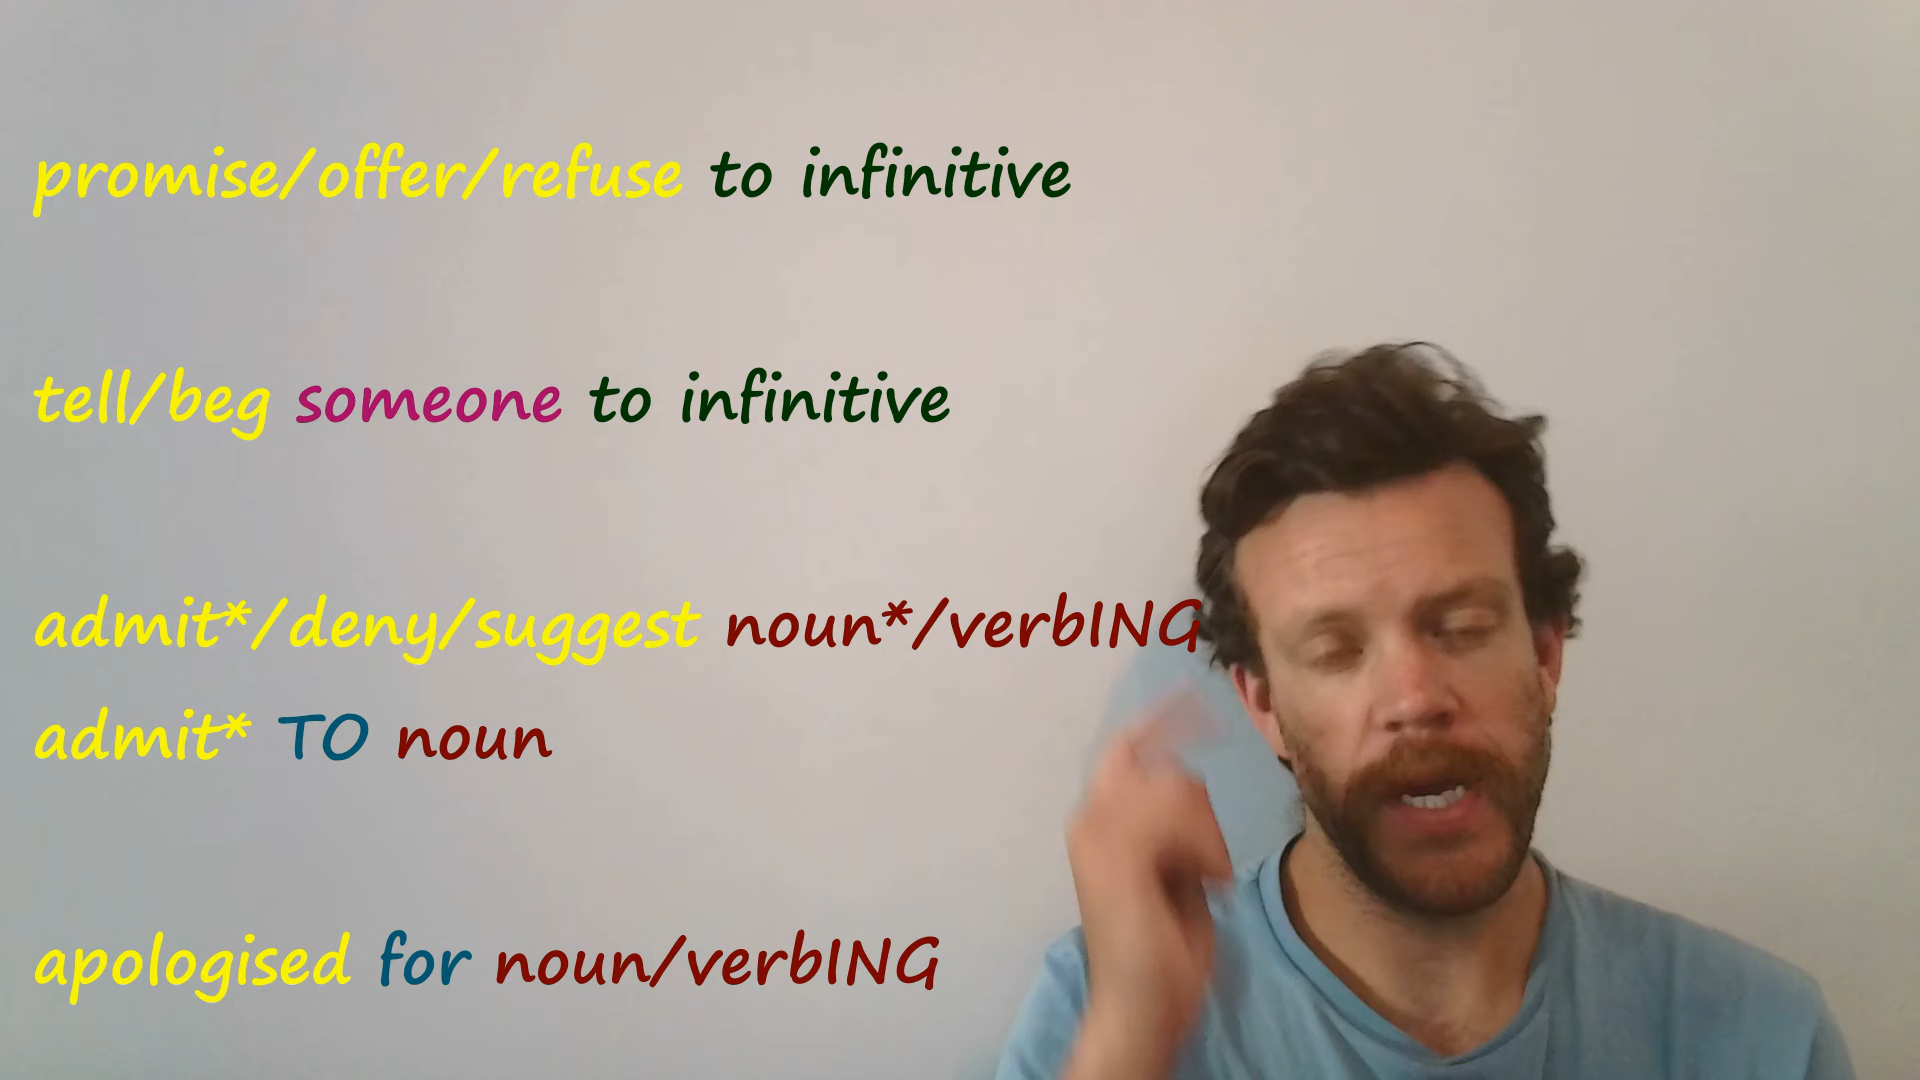 promise/offer/refuse to infinitive
tell/beg someone to infinitive
admit*/deny/suggest noun*/verbING
admit* TO noun
apologised for noun/verbING